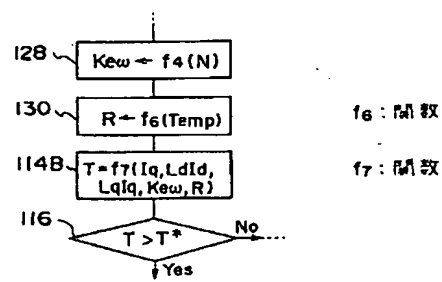 128
Keω ← f4(N)
130
R ← f6(Temp)
f6 : 関数
114B
T=f7(Iq, LdId,
LqIq, Keω, R)
f7 : 関数
116
T > T*
No
Yes